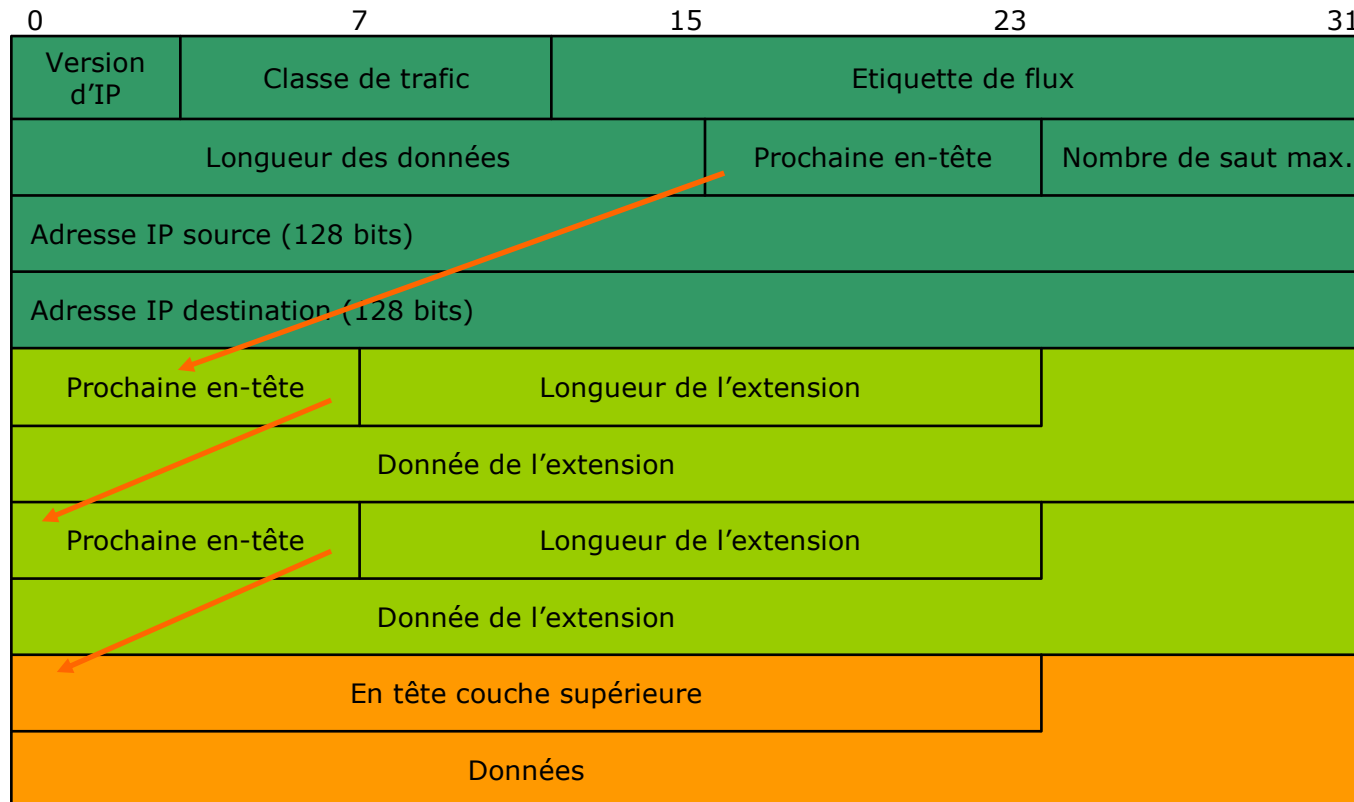 0 7 15 23 31
Version
d’IP
Classe de trafic
Etiquette de flux
Longueur des données
Prochaine en-tête
Nombre de saut max.
Adresse IP source (128 bits)
Adresse IP destination (128 bits)
Prochaine en-tête
Longueur de l’extension
Donnée de l’extension
Prochaine en-tête
Longueur de l’extension
Donnée de l’extension
En tête couche supérieure
Données